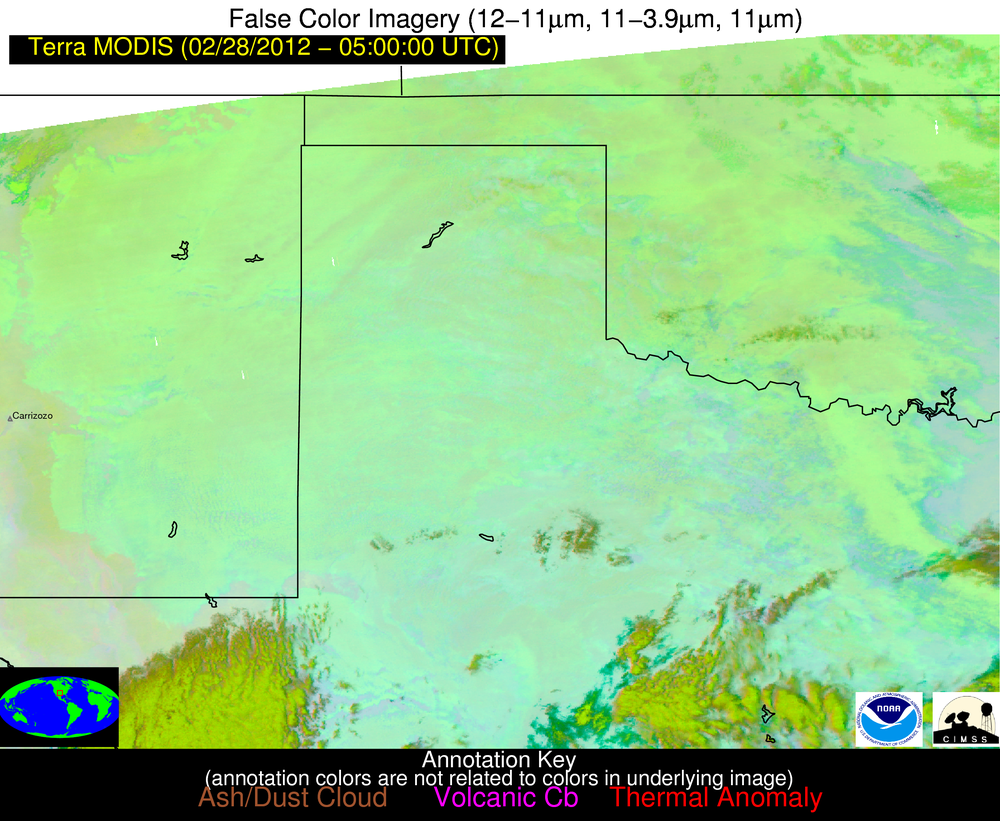 False Color Imagery (12−11μm, 11−3.9μm, 11μm)
Terra MODIS (02/28/2012 − 05:00:00 UTC)
Carrizozo
NOAA
CIMSS
Annotation Key
(annotation colors are not related to colors in underlying image)
Ash/Dust Cloud Volcanic Cb Thermal Anomaly